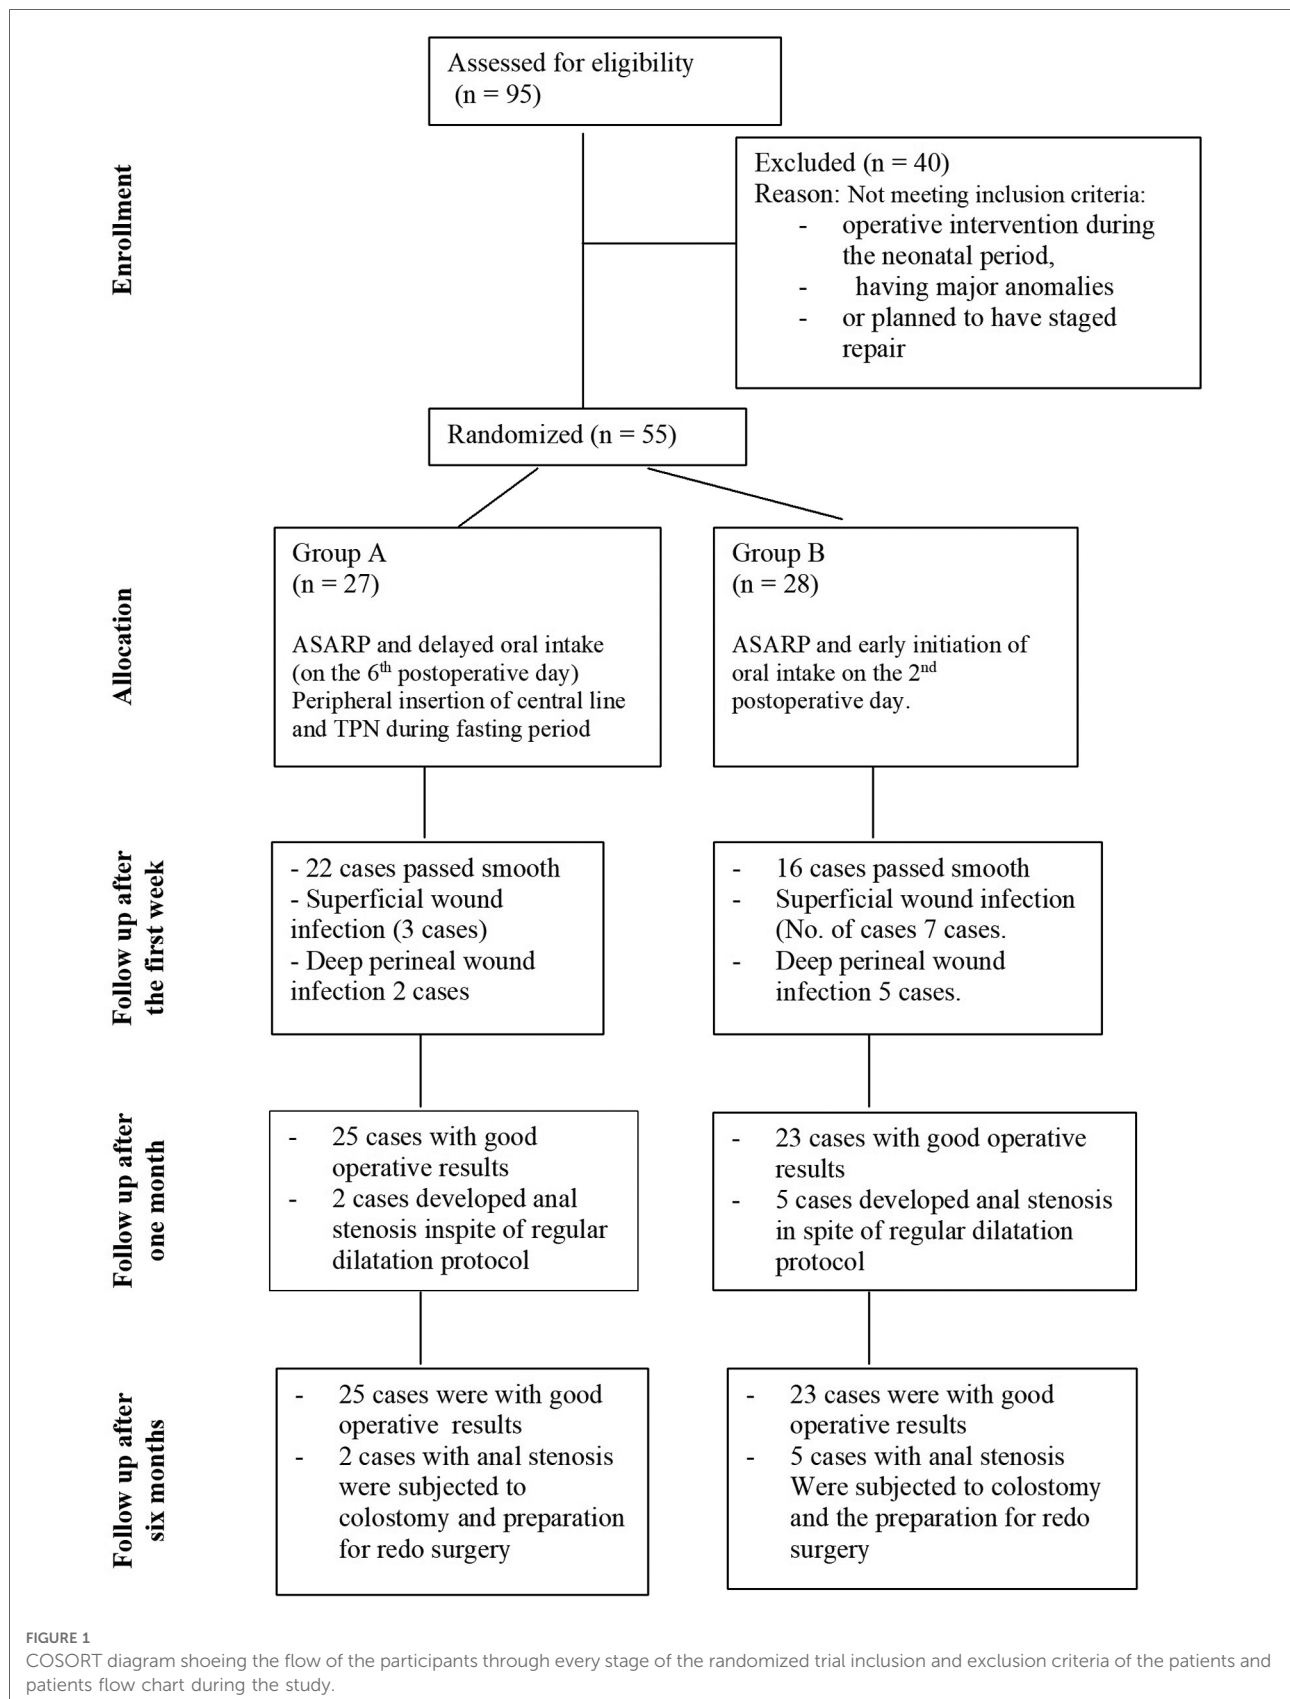 Assessed for eligibility
(n = 95)
Enrollment
Excluded (n = 40)
Reason: Not meeting inclusion criteria:
- operative intervention during
the neonatal period,
- having major anomalies
- or planned to have staged
repair
Randomized (n = 55)
Allocation
Group A
(n = 27)
ASARP and delayed oral intake
(on the 6th postoperative day)
Peripheral insertion of central line
and TPN during fasting period
Group B
(n = 28)
ASARP and early initiation of
oral intake on the 2nd
postoperative day.
Follow up after
the first week
- 22 cases passed smooth
- Superficial wound
infection (3 cases)
- Deep perineal wound
infection 2 cases
- 16 cases passed smooth
- Superficial wound infection
(No. of cases 7 cases.
- Deep perineal wound
infection 5 cases.
Follow up after
one month
- 25 cases with good
operative results
- 2 cases developed anal
stenosis inspite of regular
dilatation protocol
- 23 cases with good operative
results
- 5 cases developed anal stenosis
in spite of regular dilatation
protocol
Follow up after
six months
- 25 cases were with good
operative results
- 2 cases with anal stenosis
were subjected to
colostomy and preparation
for redo surgery
- 23 cases were with good
operative results
- 5 cases with anal stenosis
Were subjected to colostomy
and the preparation for redo
surgery
FIGURE 1
COSORT diagram shoeing the flow of the participants through every stage of the randomized trial inclusion and exclusion criteria of the patients and
patients flow chart during the study.